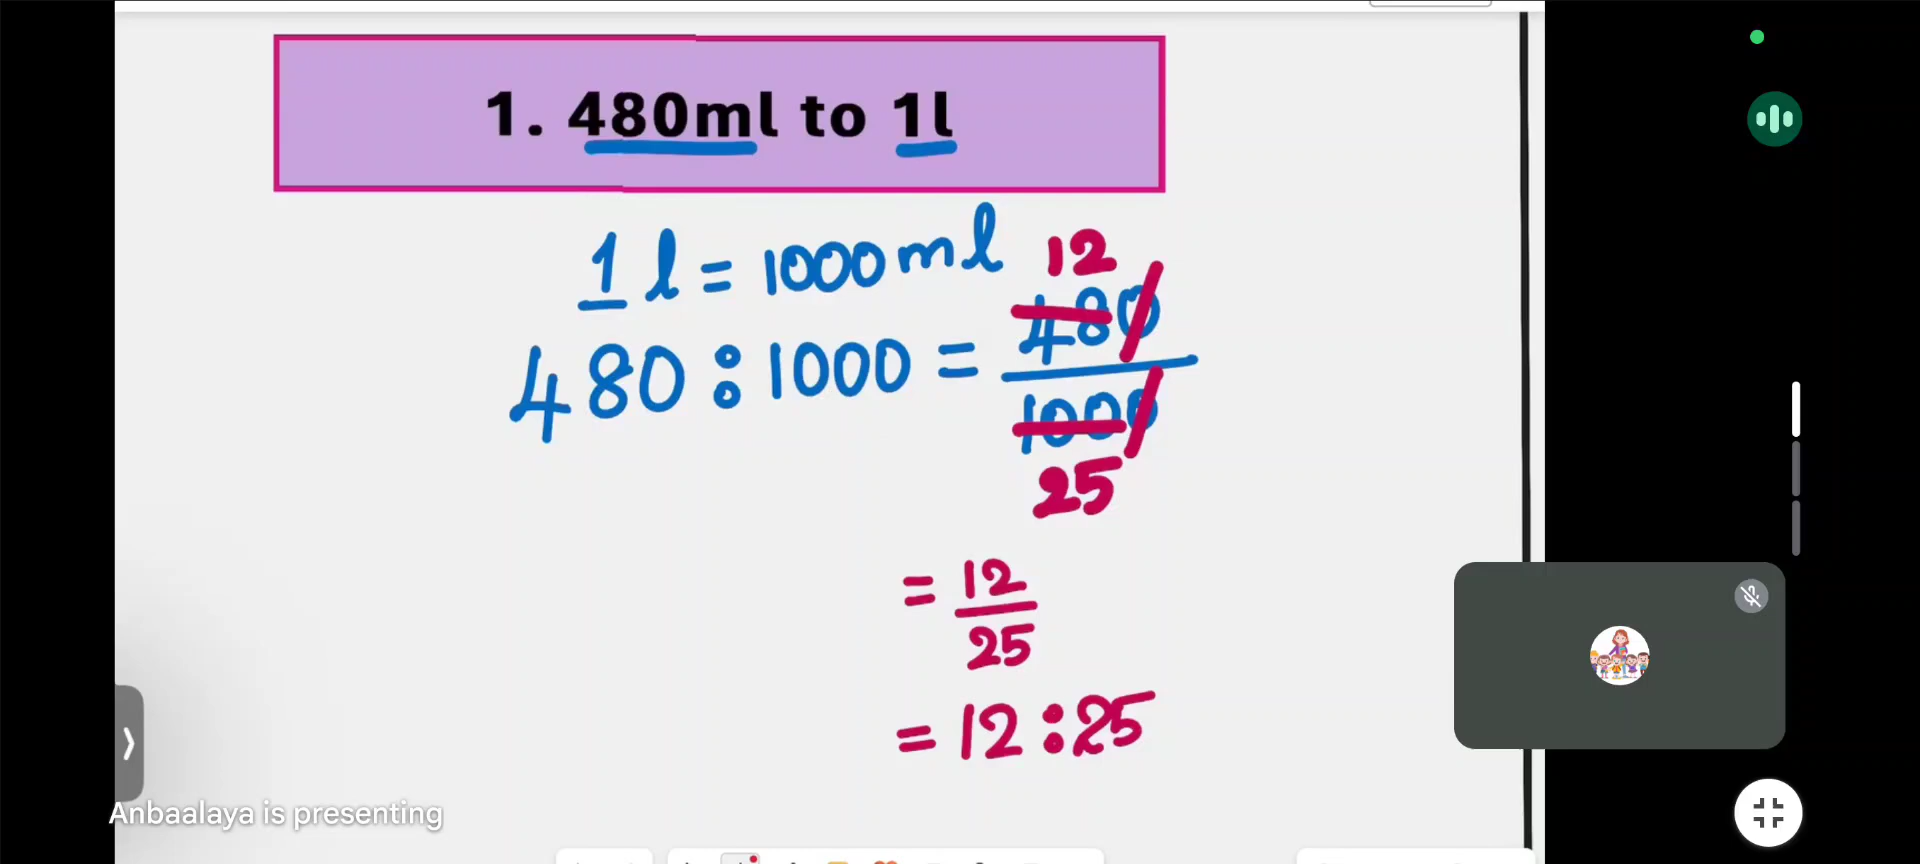 1. 480ml to 1l
1 l = 1000 ml
12
480 : 1000 = 480/1000
25
= 12/25
= 12 : 25
Anbaalaya is presenting